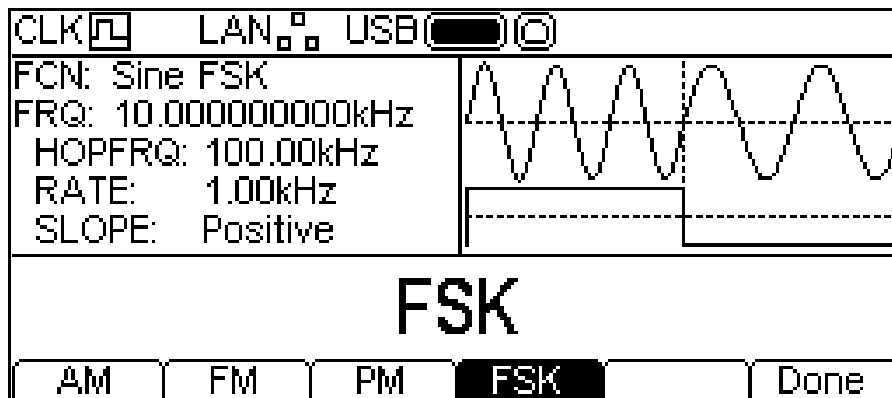 CLK LAN USB
FCN: Sine FSK
FRQ: 10.000000000kHz
HOPFRQ: 100.00kHz
RATE: 1.00kHz
SLOPE: Positive
FSK
AM FM PM FSK Done